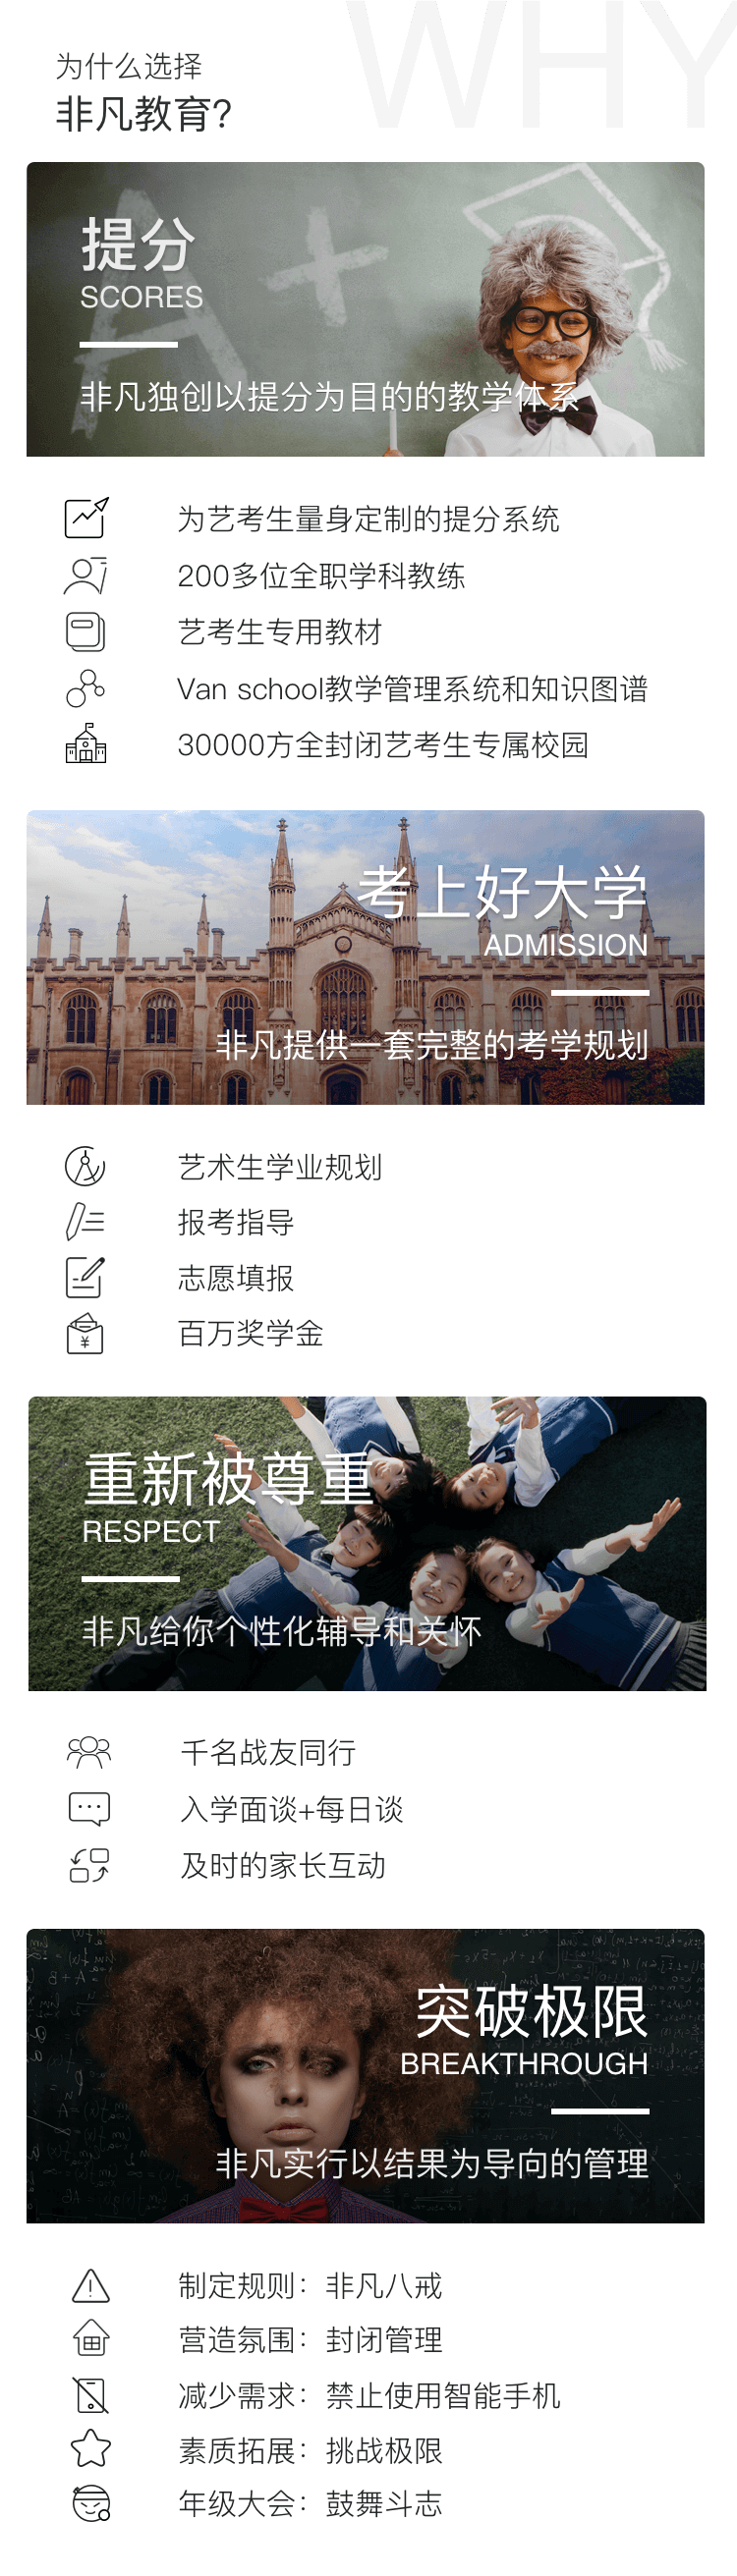 WHY
为什么选择
非凡教育?
提分
SCORES
非凡独创以提分为目的的教学体系
为艺考生量身定制的提分系统
200多位全职学科教练
艺考生专用教材
Van school教学管理系统和知识图谱
30000方全封闭艺考生专属校园
考上好大学
ADMISSION
非凡提供一套完整的考学规划
艺术生学业规划
报考指导
志愿填报
百万奖学金
重新被尊重
RESPECT
非凡给你个性化辅导和关怀
千名战友同行
入学面谈+每日谈
及时的家长互动
突破极限
BREAKTHROUGH
非凡实行以结果为导向的管理
制定规则：非凡八戒
营造氛围：封闭管理
减少需求：禁止使用智能手机
素质拓展：挑战极限
年级大会：鼓舞斗志